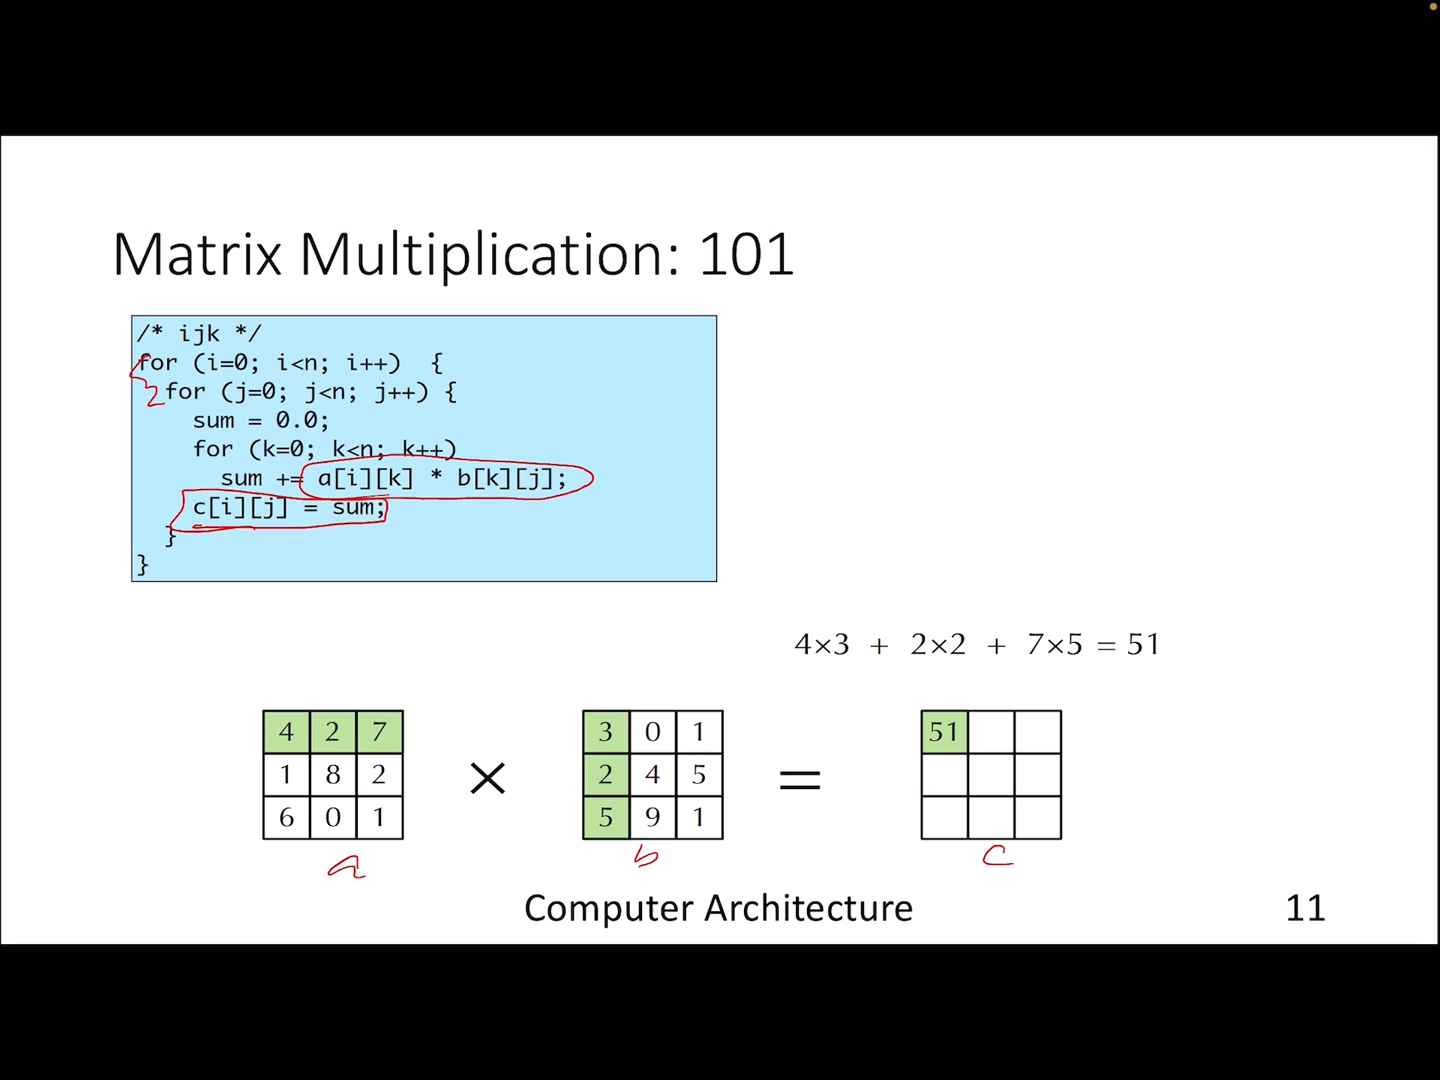 Matrix Multiplication: 101
/* ijk */
for (i=0; i<n; i++)  {
  for (j=0; j<n; j++) {
    sum = 0.0;
    for (k=0; k<n; k++)
      sum += a[i][k] * b[k][j];
    c[i][j] = sum;
  }
}
4×3 + 2×2 + 7×5 = 51
4 2 7 3 0 1 51
1 8 2 × 2 4 5 =
6 0 1 5 9 1
a b c
Computer Architecture 11